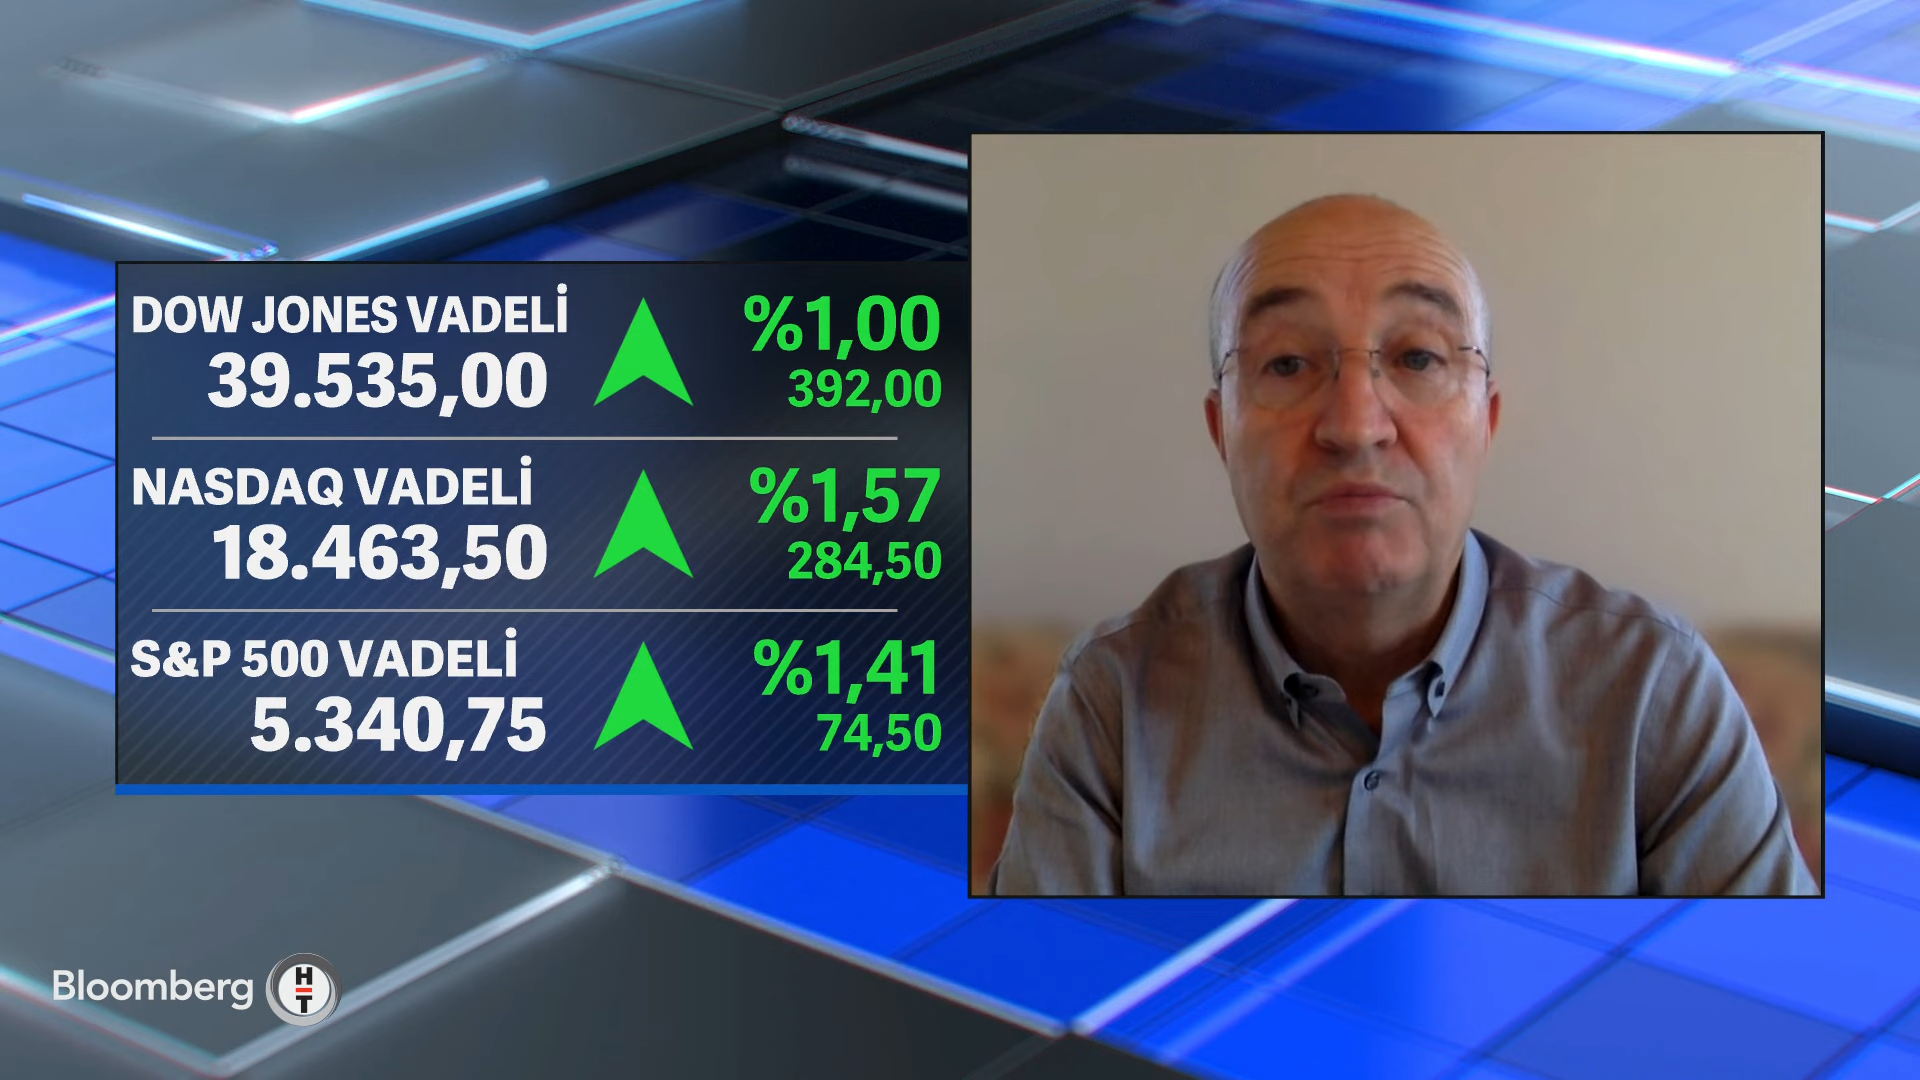 DOW JONES VADELİ
39.535,00
%1,00
392,00
NASDAQ VADELİ
18.463,50
%1,57
284,50
S&P 500 VADELİ
5.340,75
%1,41
74,50
Bloomberg HT